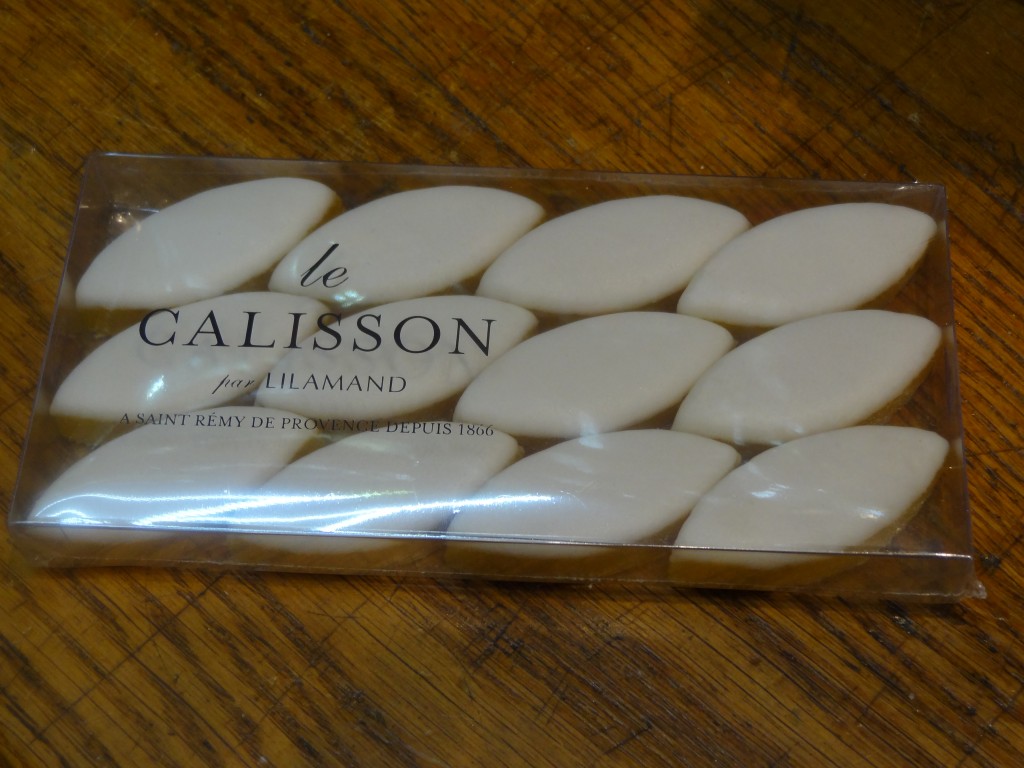 le
CALISSON
par LILAMAND
A SAINT RÉMY DE PROVENCE DEPUIS 1866